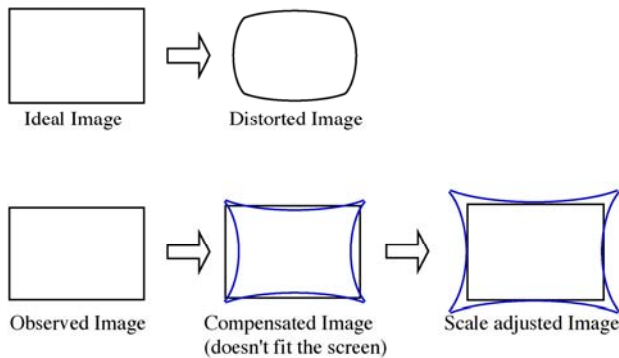 Ideal Image
Distorted Image
Observed Image
Compensated Image
(doesn't fit the screen)
Scale adjusted Image